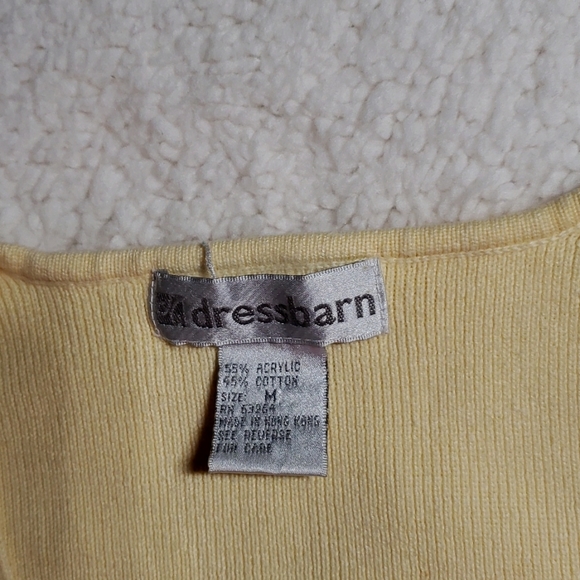 dressbarn
55% ACRYLIC
45% COTTON
SIZE: M
RN 63264
MADE IN HONG KONG
SEE REVERSE
FOR CARE